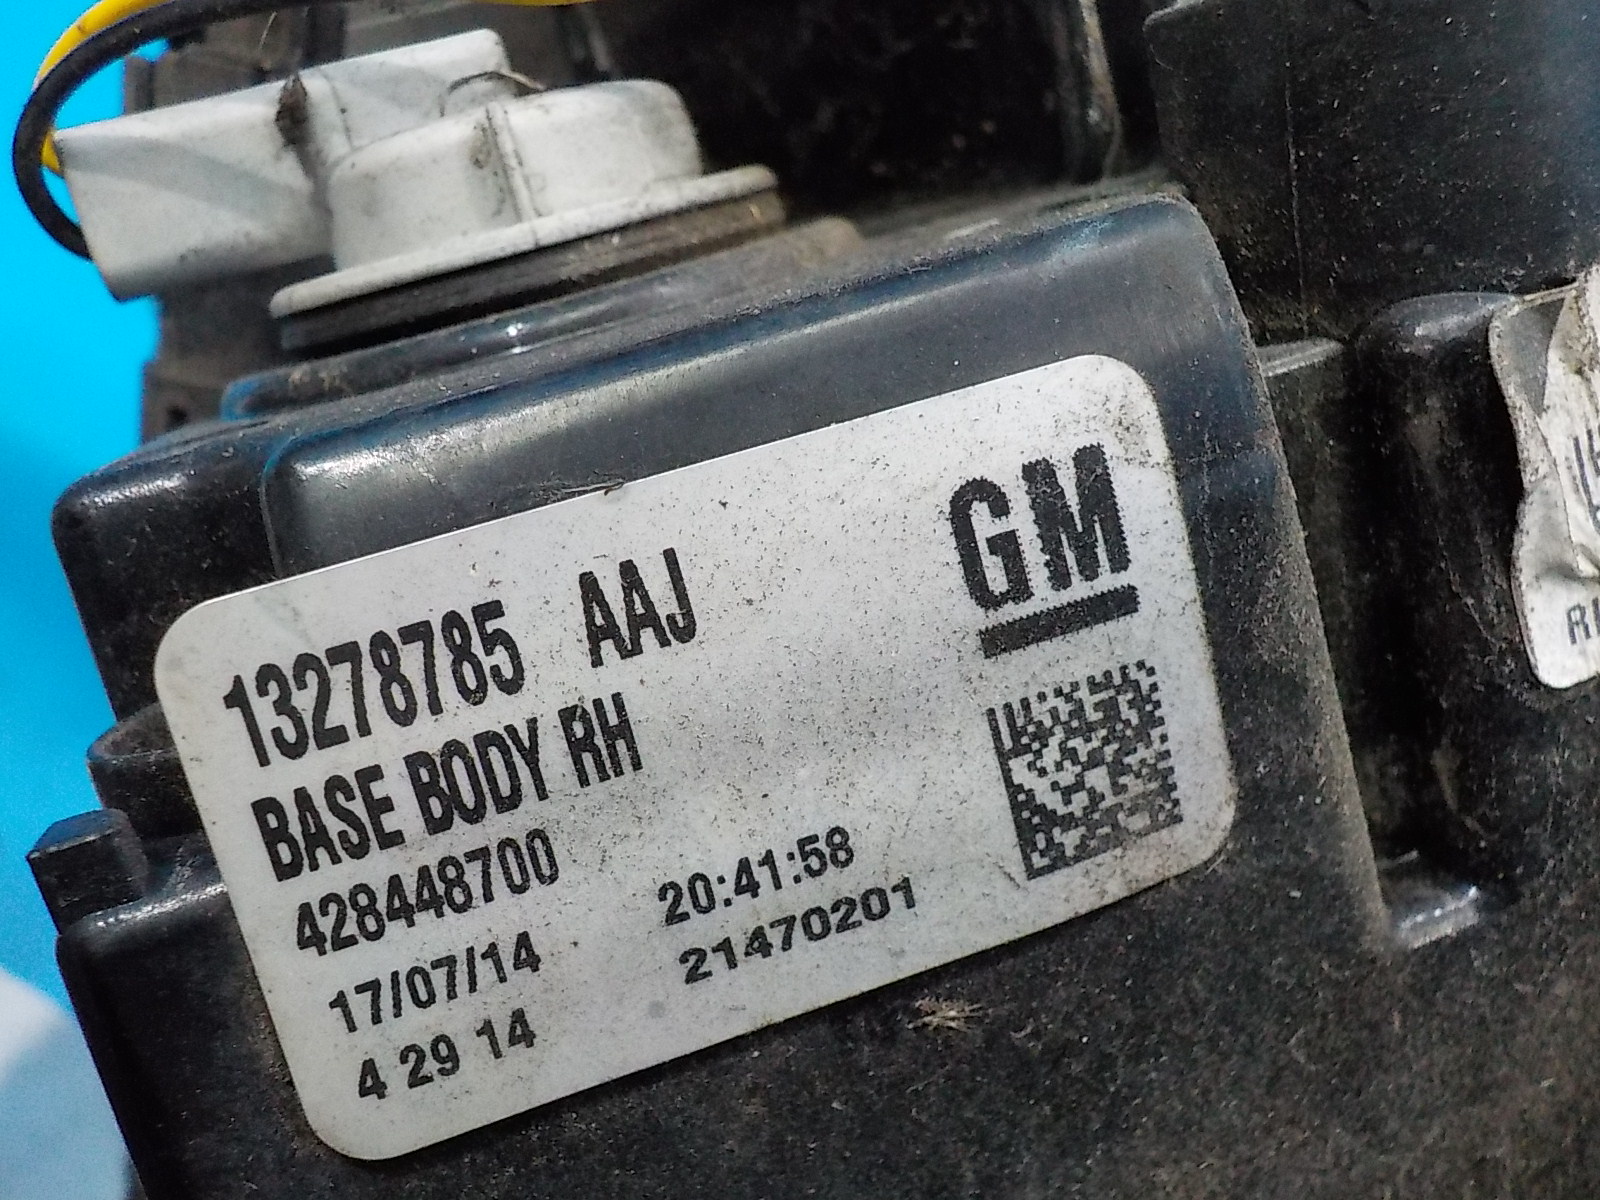 GM
13278785 AAJ
BASE BODY RH
428448700
17/07/14 20:41:58
4 29 14 21470201